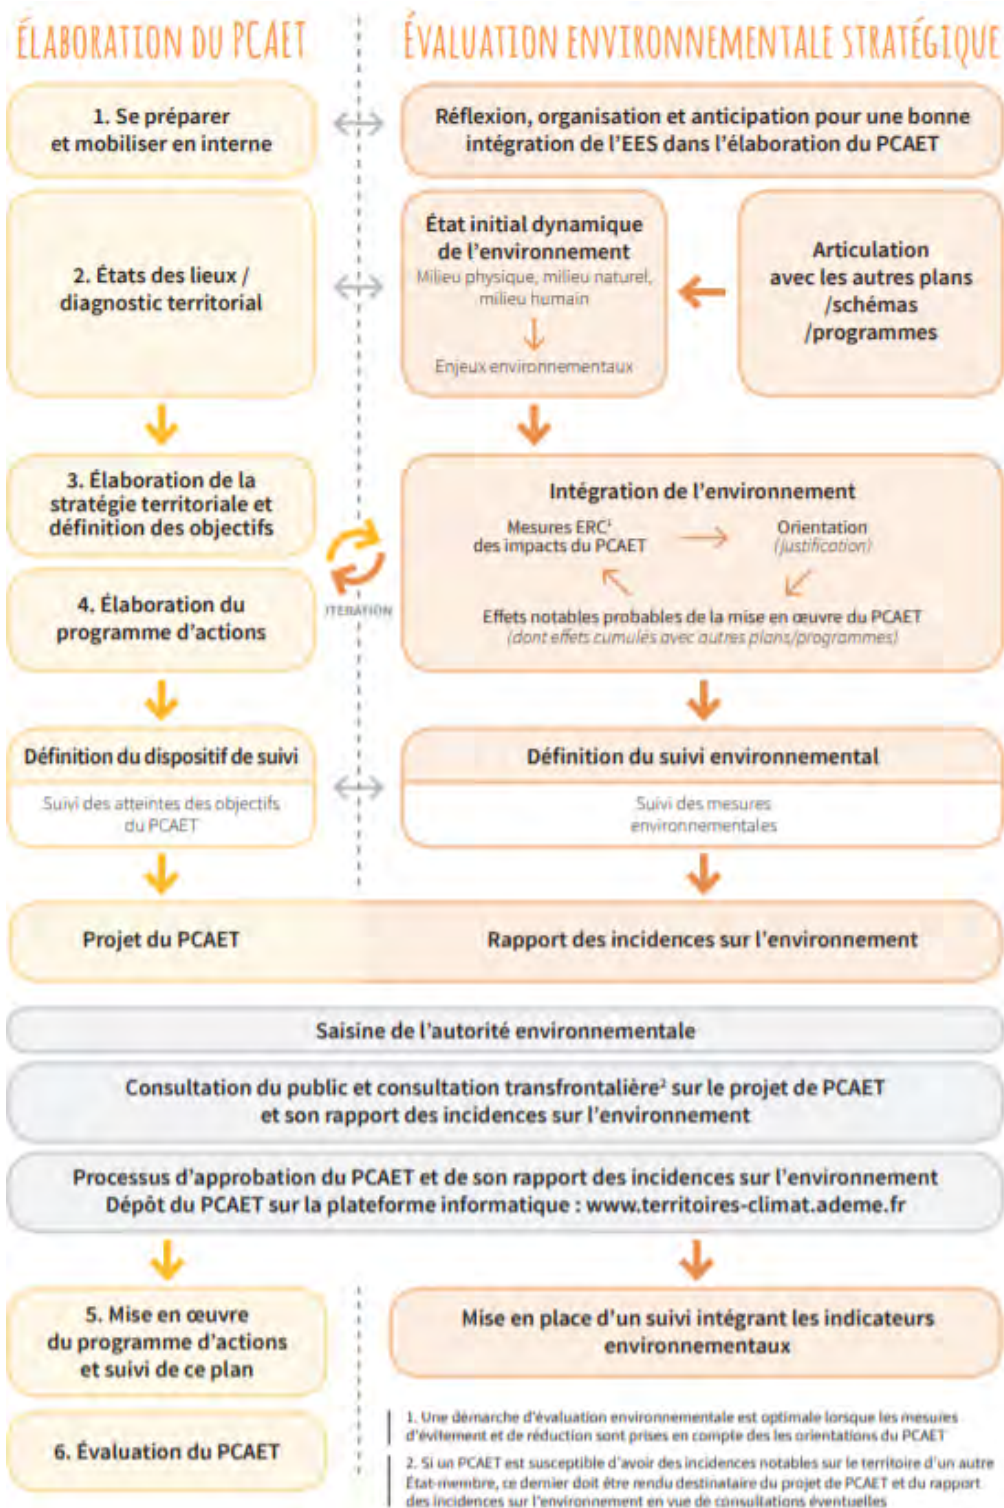 ÉLABORATION DU PCAET
ÉVALUATION ENVIRONNEMENTALE STRATÉGIQUE
1. Se préparer
et mobiliser en interne
Réflexion, organisation et anticipation pour une bonne
intégration de l'EES dans l'élaboration du PCAET
2. États des lieux /
diagnostic territorial
État initial dynamique
de l'environnement
Milieu physique, milieu naturel,
milieu humain
Enjeux environnementaux
Articulation
avec les autres plans
/schémas
/programmes
3. Élaboration de la
stratégie territoriale et
définition des objectifs
4. Élaboration du
programme d'actions
ITERATION
Intégration de l'environnement
Mesures ERC¹
des impacts du PCAET
Orientation
(justification)
Effets notables probables de la mise en œuvre du PCAET
(dont effets cumulés avec autres plans/programmes)
Définition du dispositif de suivi
Suivi des atteintes des objectifs
du PCAET
Définition du suivi environnemental
Suivi des mesures
environnementales
Projet du PCAET
Rapport des incidences sur l'environnement
Saisine de l'autorité environnementale
Consultation du public et consultation transfrontalière² sur le projet de PCAET
et son rapport des incidences sur l'environnement
Processus d'approbation du PCAET et de son rapport des incidences sur l'environnement
Dépôt du PCAET sur la plateforme informatique : www.territoires-climat.ademe.fr
5. Mise en œuvre
du programme d'actions
et suivi de ce plan
Mise en place d'un suivi intégrant les indicateurs
environnementaux
6. Évaluation du PCAET
1. Une démarche d'évaluation environnementale est optimale lorsque les mesures
d'évitement et de réduction sont prises en compte des les orientations du PCAET
2. Si un PCAET est susceptible d'avoir des incidences notables sur le territoire d'un autre
État-membre, ce dernier doit être rendu destinataire du projet de PCAET et du rapport
des incidences sur l'environnement en vue de consultations éventuelles